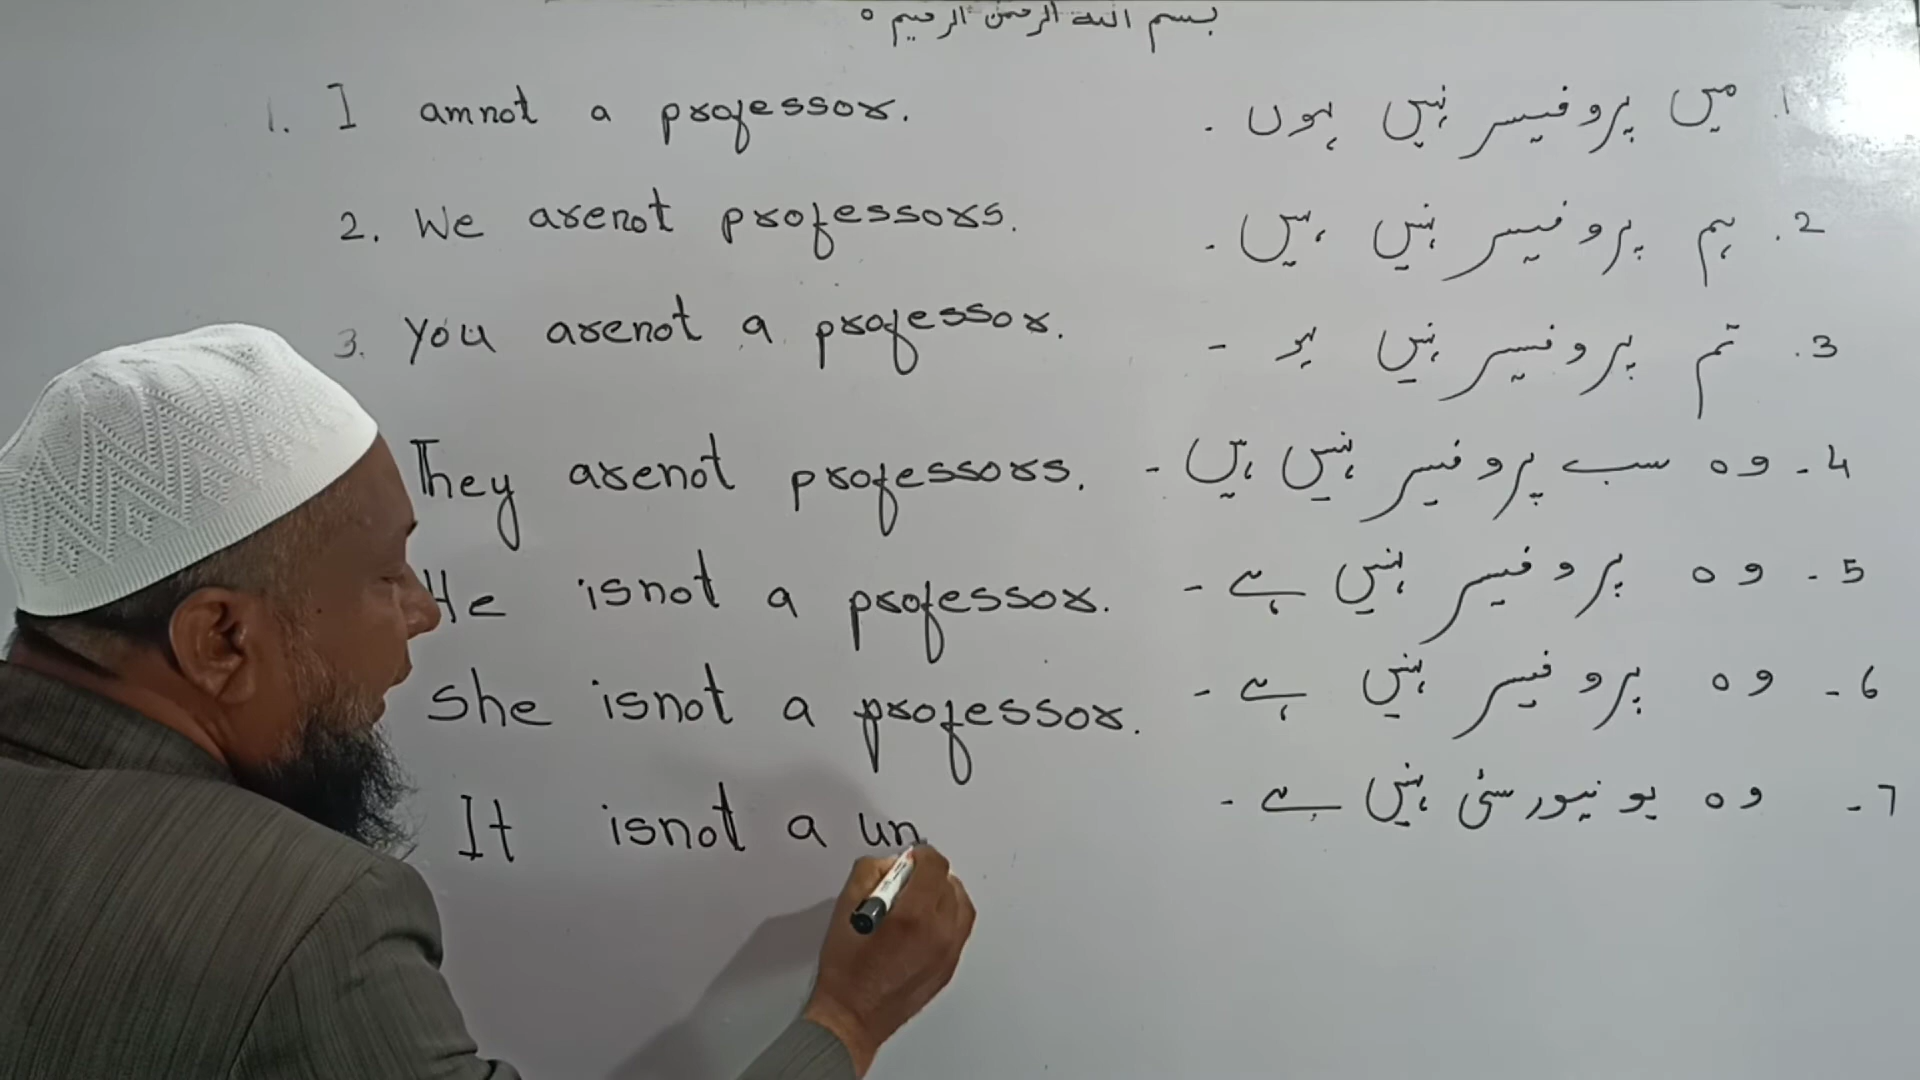 بسم اللہ الرحمن الرحیم ০
1. I amnot a professor. 1. میں پروفیسر نہیں ہوں .
2. We arenot professors. 2. ہم پروفیسر نہیں ہیں .
3. You arenot a professor. 3. تم پروفیسر نہیں ہو -
They arenot professors. 4- وہ سب پروفیسر نہیں ہیں -
He isnot a professor. 5- وہ پروفیسر نہیں ہے -
She isnot a professor. 6- وہ پروفیسر نہیں ہے -
It isnot a un 7- وہ یونیورسٹی نہیں ہے -